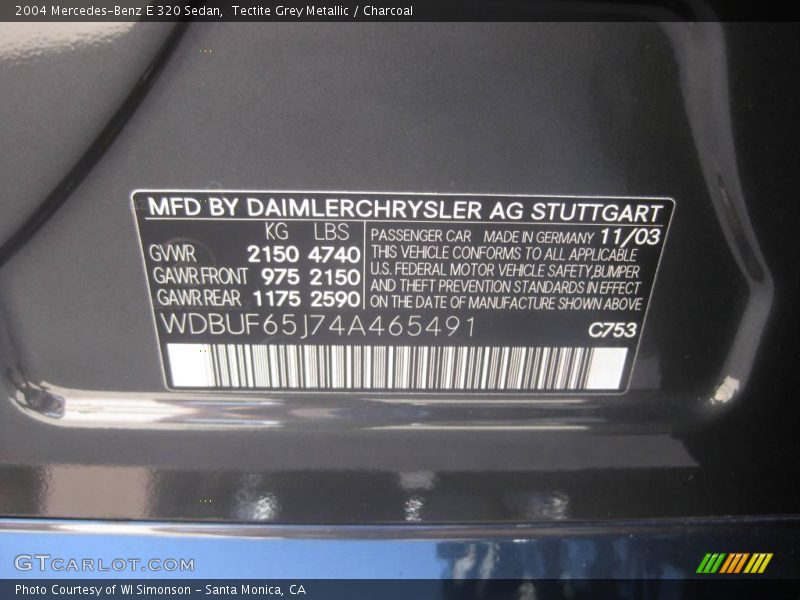 2004 Mercedes-Benz E 320 Sedan, Tectite Grey Metallic / Charcoal
MFD BY DAIMLERCHRYSLER AG STUTTGART
KG LBS
GVWR 2150 4740
GAWR FRONT 975 2150
GAWR REAR 1175 2590
PASSENGER CAR MADE IN GERMANY 11/03
THIS VEHICLE CONFORMS TO ALL APPLICABLE
U.S. FEDERAL MOTOR VEHICLE SAFETY,BUMPER
AND THEFT PREVENTION STANDARDS IN EFFECT
ON THE DATE OF MANUFACTURE SHOWN ABOVE
WDBUF65J74A465491 C753
GTCARLOT.COM
Photo Courtesy of WI Simonson - Santa Monica, CA